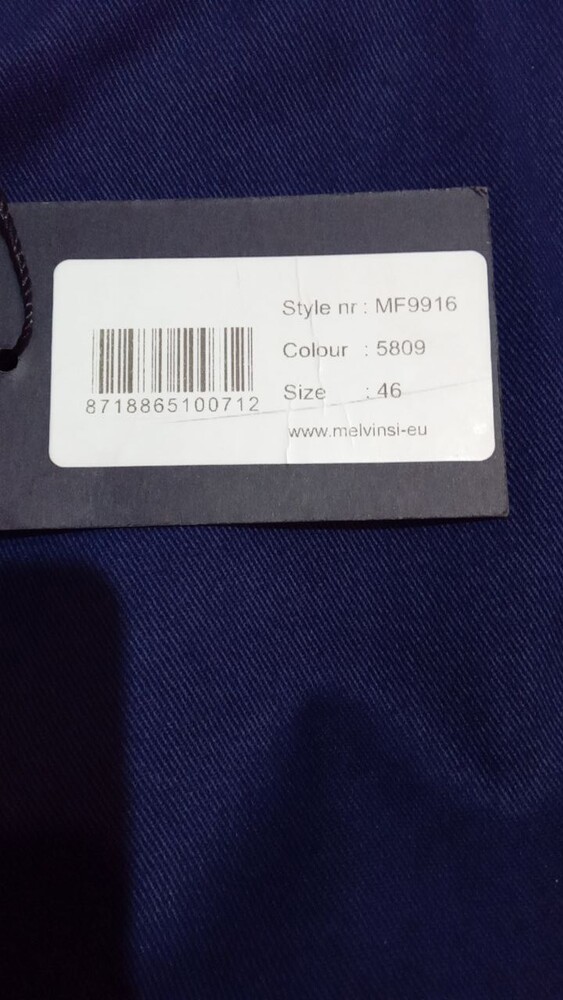 Style nr : MF9916
Colour : 5809
Size : 46
www.melvinsi-eu
8718865100712